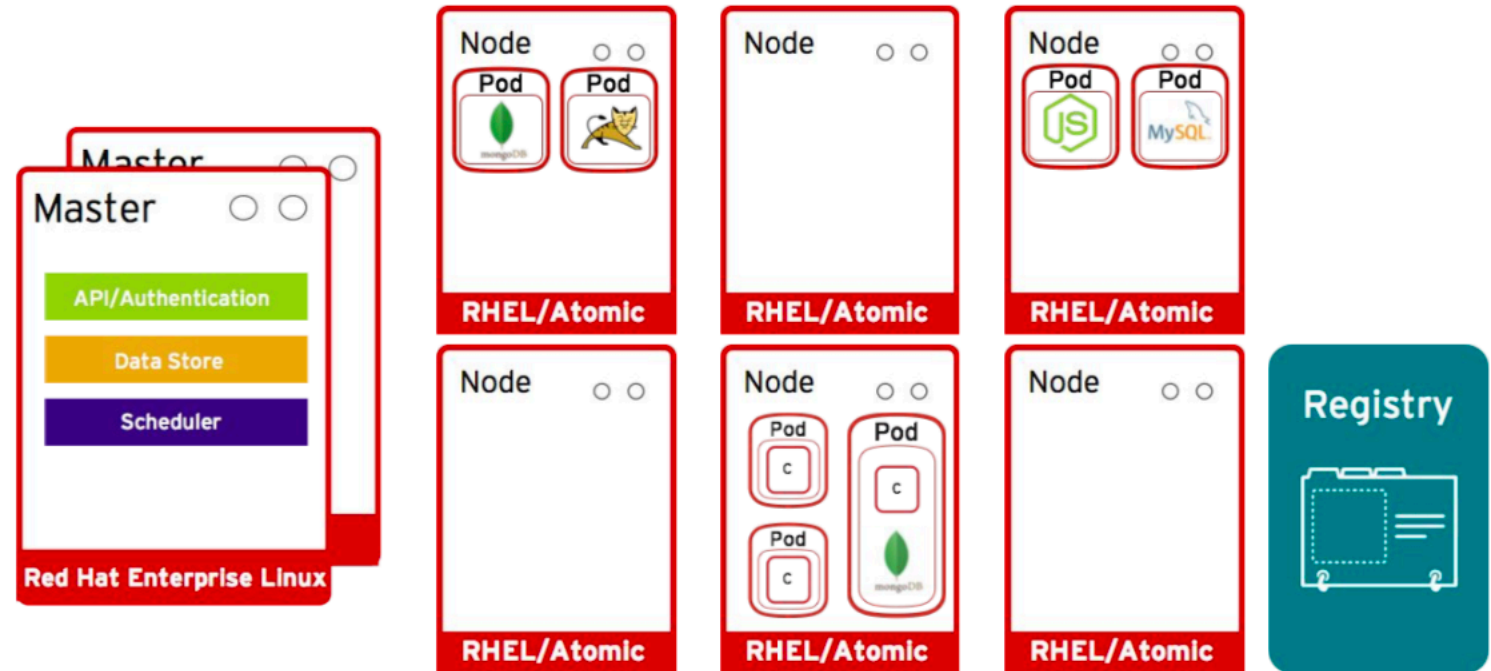 Master
Master
API/Authentication
Data Store
Scheduler
Red Hat Enterprise Linux
Node
Pod
Pod
mongoDB
RHEL/Atomic
Node
RHEL/Atomic
Node
Pod
Pod
JS
MySQL
RHEL/Atomic
Node
RHEL/Atomic
Node
Pod
C
Pod
C
Pod
C
mongoDB
RHEL/Atomic
Node
RHEL/Atomic
Registry